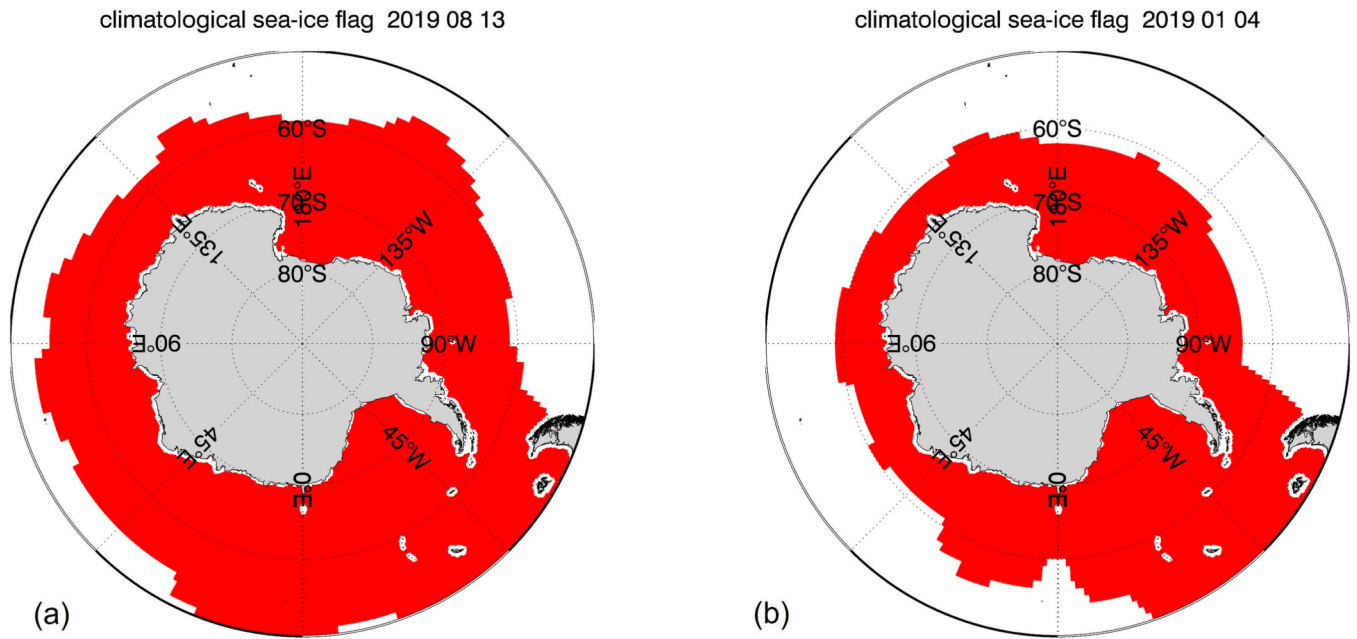 climatological sea-ice flag 2019 08 13
60°S
180°E
70°S
135°E
135°W
80°S
90°E
90°W
45°E
45°W
0°E
(a)
climatological sea-ice flag 2019 01 04
60°S
180°E
70°S
135°E
135°W
80°S
90°E
90°W
45°E
45°W
0°E
(b)